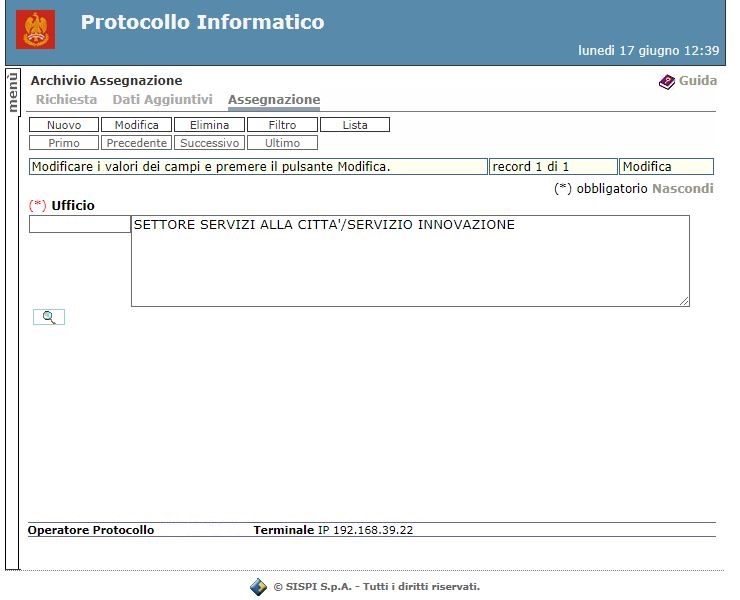 Protocollo Informatico
lunedì 17 giugno 12:39
menù
Archivio Assegnazione
Guida
Richiesta Dati Aggiuntivi Assegnazione
Nuovo Modifica Elimina Filtro Lista
Primo Precedente Successivo Ultimo
Modificare i valori dei campi e premere il pulsante Modifica. record 1 di 1 Modifica
(*) obbligatorio Nascondi
(*) Ufficio
SETTORE SERVIZI ALLA CITTA'/SERVIZIO INNOVAZIONE
Operatore Protocollo Terminale IP 192.168.39.22
© SISPI S.p.A. - Tutti i diritti riservati.